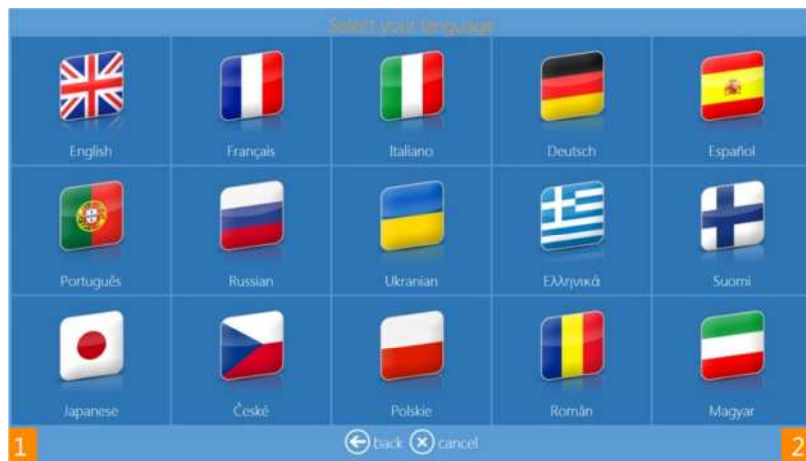 Select your language
English Français Italiano Deutsch Español
Português Russian Ukranian Ελληνικά Suomi
Japanese České Polskie Român Magyar
1 back cancel 2